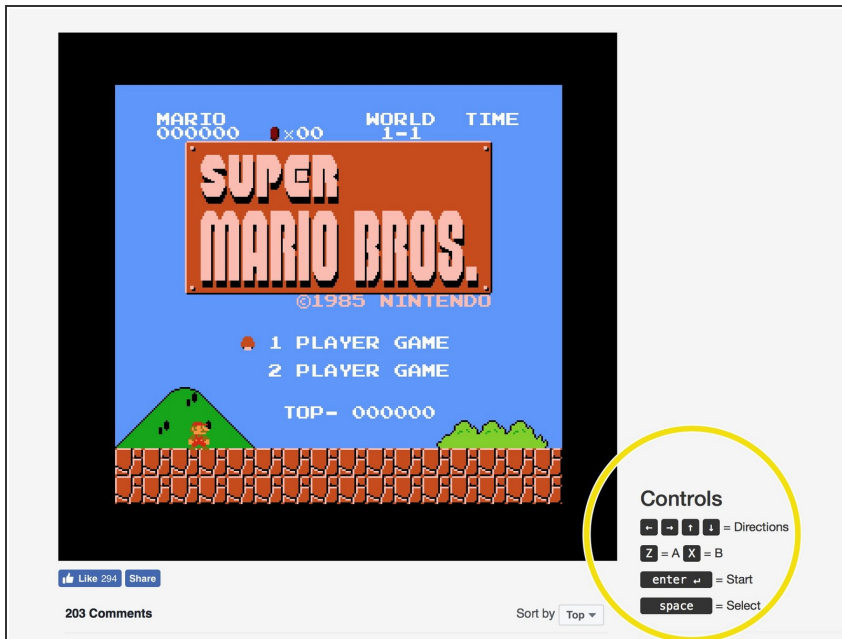 MARIO WORLD TIME
000000 ×00 1-1
SUPER
MARIO BROS.
©1985 NINTENDO
1 PLAYER GAME
2 PLAYER GAME
TOP- 000000
Controls
← → ↑ ↓ = Directions
Z = A X = B
enter ↵ = Start
space = Select
Like 294 Share
203 Comments Sort by Top